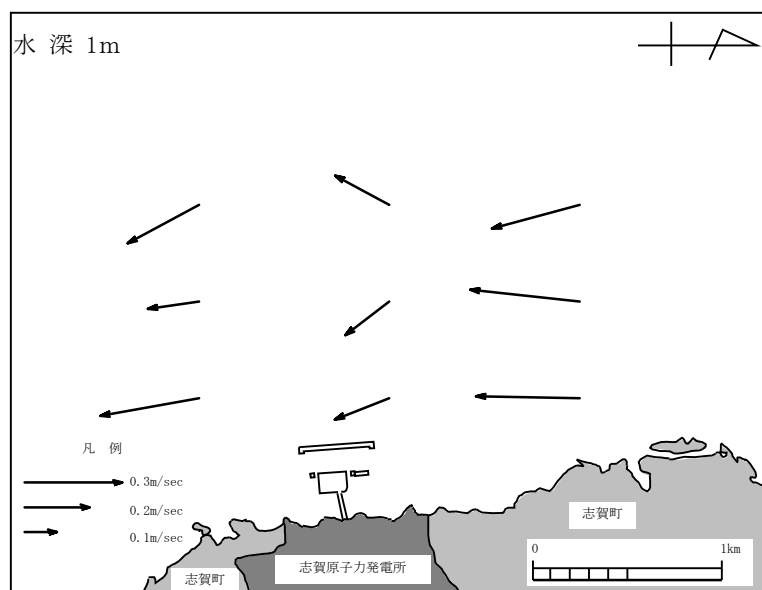 水 深 1m
凡 例
0.3m/sec
0.2m/sec
0.1m/sec
志賀町
0 1km
志賀原子力発電所
志賀町